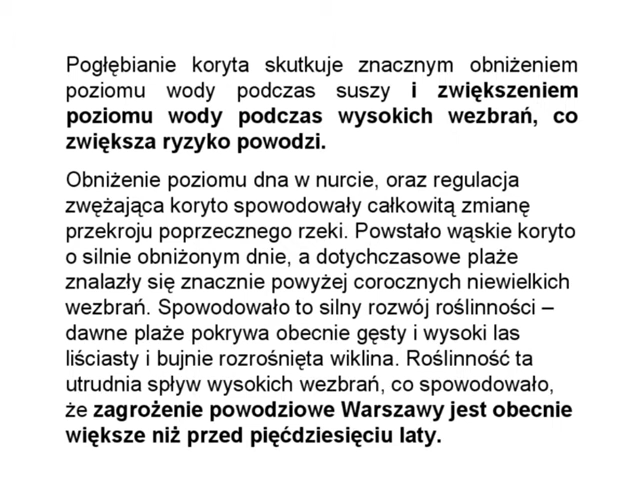 Pogłębianie koryta skutkuje znacznym obniżeniem
poziomu wody podczas suszy i zwiększeniem
poziomu wody podczas wysokich wezbrań, co
zwiększa ryzyko powodzi.
Obniżenie poziomu dna w nurcie, oraz regulacja
zwężająca koryto spowodowały całkowitą zmianę
przekroju poprzecznego rzeki. Powstało wąskie koryto
o silnie obniżonym dnie, a dotychczasowe plaże
znalazły się znacznie powyżej corocznych niewielkich
wezbrań. Spowodowało to silny rozwój roślinności –
dawne plaże pokrywa obecnie gęsty i wysoki las
liściasty i bujnie rozrośnięta wiklina. Roślinność ta
utrudnia spływ wysokich wezbrań, co spowodowało,
że zagrożenie powodziowe Warszawy jest obecnie
większe niż przed pięćdziesięciu laty.